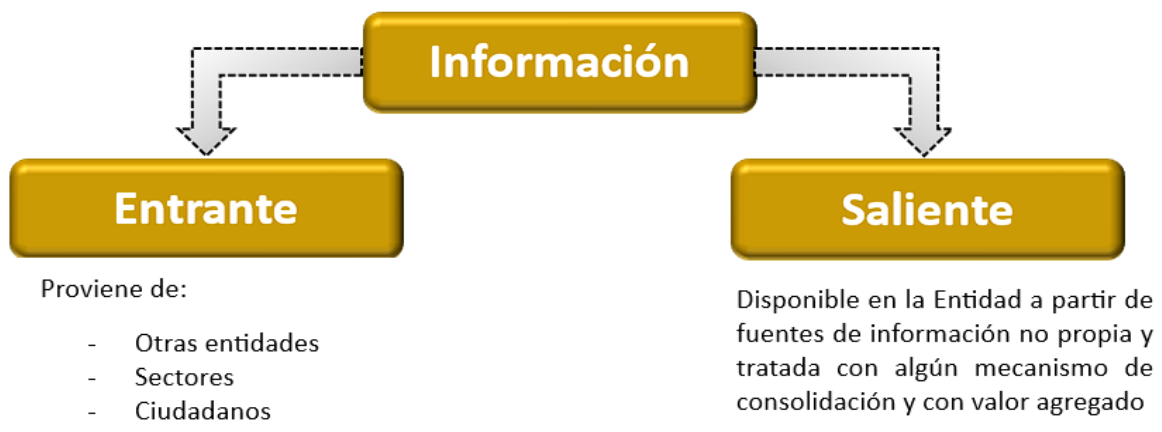 Información
Entrante
Saliente
Proviene de:
- Otras entidades
- Sectores
- Ciudadanos
Disponible en la Entidad a partir de
fuentes de información no propia y
tratada con algún mecanismo de
consolidación y con valor agregado